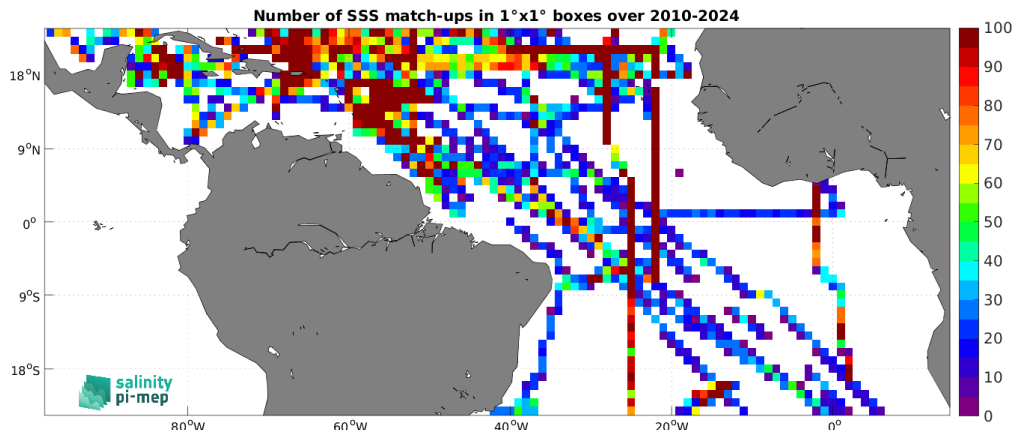 Number of SSS match-ups in 1°x1° boxes over 2010-2024
100
90
80
70
60
50
40
30
20
10
0
18°N
9°N
0°
9°S
18°S
80°W
60°W
40°W
20°W
0°
salinity
pi-mep